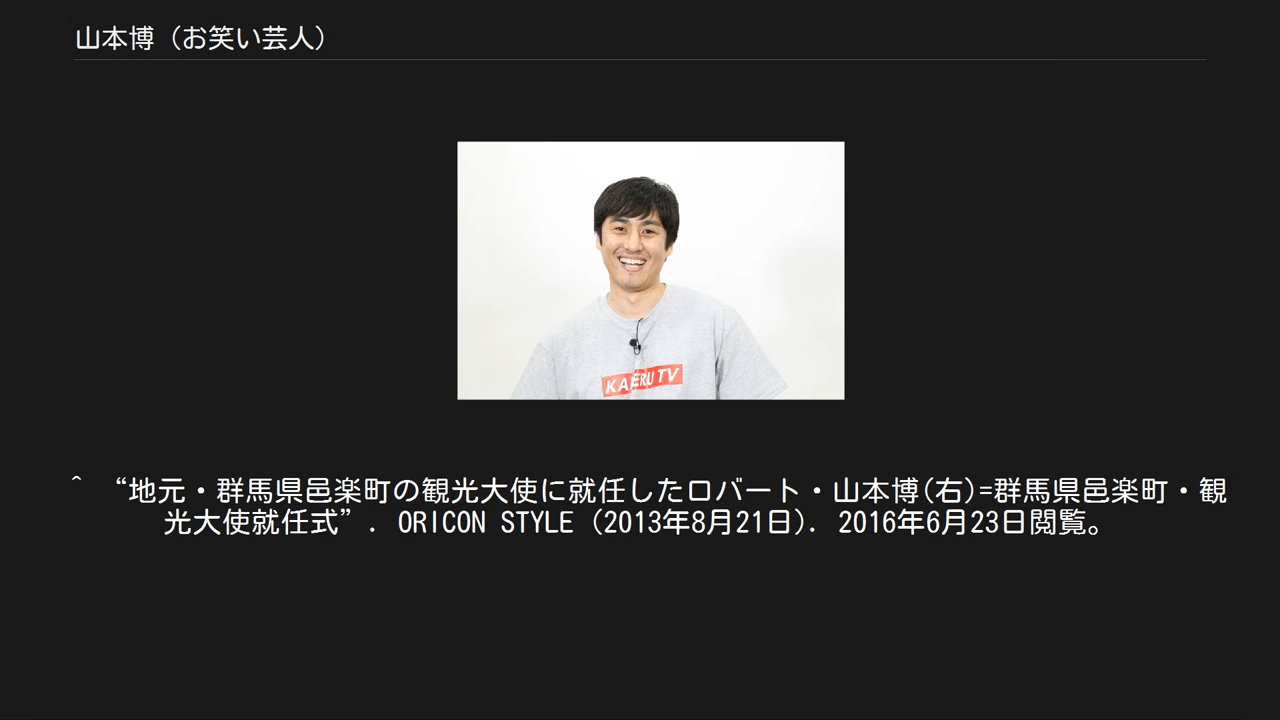 山本博（お笑い芸人）
KAERU TV
^ “地元・群馬県邑楽町の観光大使に就任したロバート・山本博(右)=群馬県邑楽町・観
光大使就任式”. ORICON STYLE (2013年8月21日). 2016年6月23日閲覧。